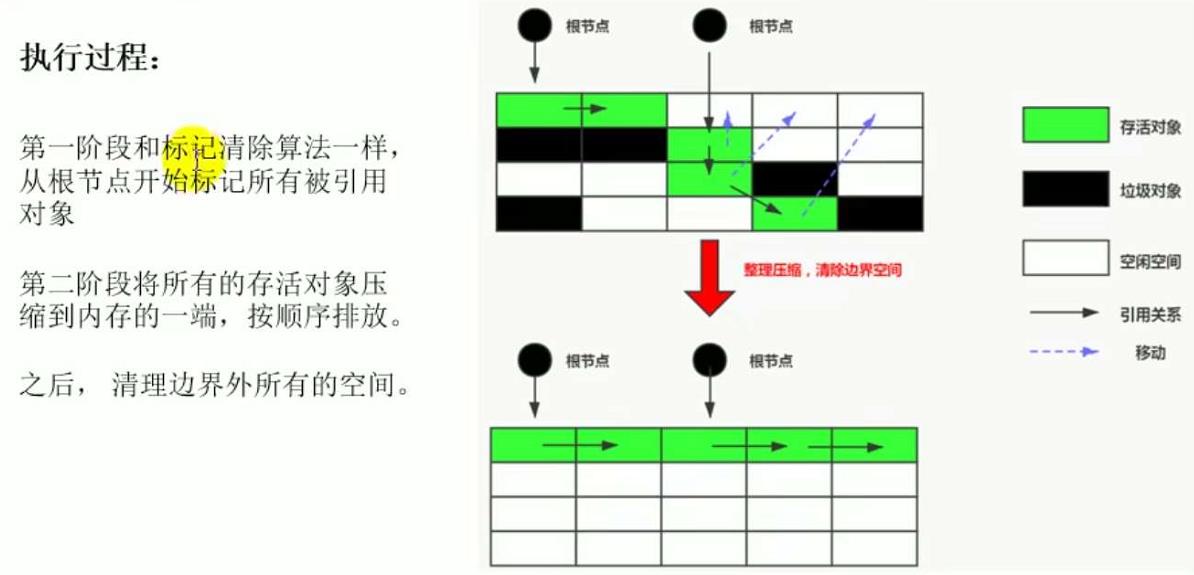 执行过程：
第一阶段和标记清除算法一样，
从根节点开始标记所有被引用
对象
第二阶段将所有的存活对象压
缩到内存的一端，按顺序排放。
之后， 清理边界外所有的空间。
根节点
根节点
存活对象
垃圾对象
空闲空间
引用关系
移动
整理压缩，清除边界空间
根节点
根节点